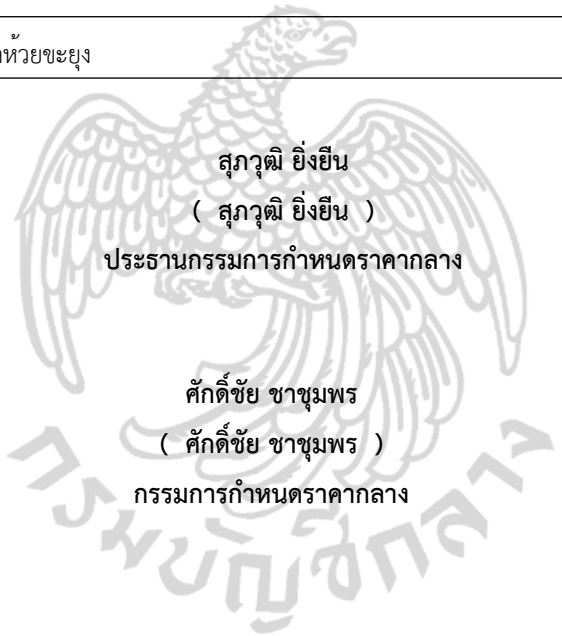 ห้วยขะยุง
สุภวุฒิ ยิ่งยืน
( สุภวุฒิ ยิ่งยืน )
ประธานกรรมการกำหนดราคากลาง
ศักดิ์ชัย ชาชุมพร
( ศักดิ์ชัย ชาชุมพร )
กรรมการกำหนดราคากลาง
กรมบัญชีกลาง